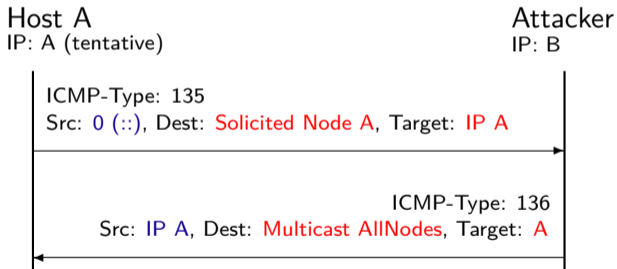 Host A
IP: A (tentative)
Attacker
IP: B
ICMP-Type: 135
Src: 0 (::), Dest: Solicited Node A, Target: IP A
ICMP-Type: 136
Src: IP A, Dest: Multicast AllNodes, Target: A